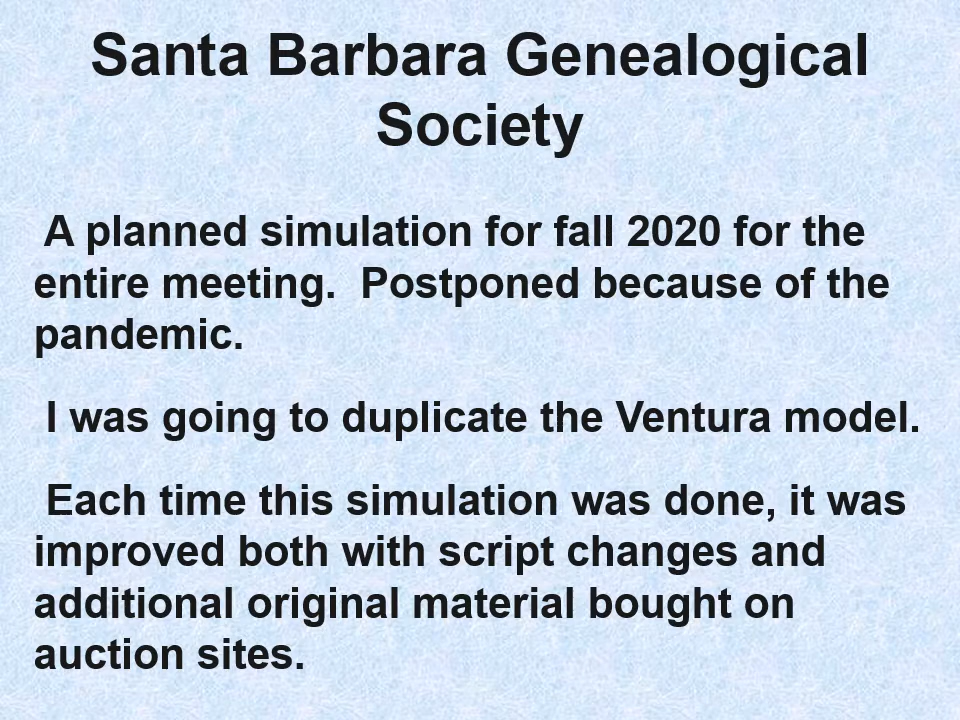 Santa Barbara Genealogical
Society
A planned simulation for fall 2020 for the
entire meeting.  Postponed because of the
pandemic.
I was going to duplicate the Ventura model.
Each time this simulation was done, it was
improved both with script changes and
additional original material bought on
auction sites.